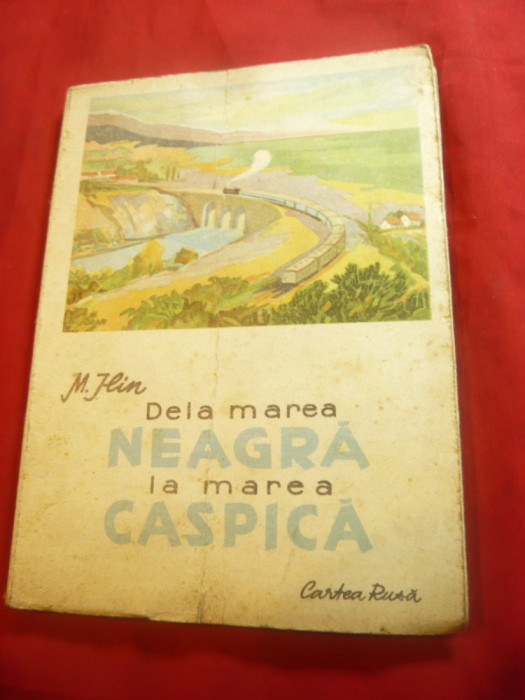 M. Ilin
Dela marea
NEAGRĂ
la marea
CASPICĂ
Cartea Rusă